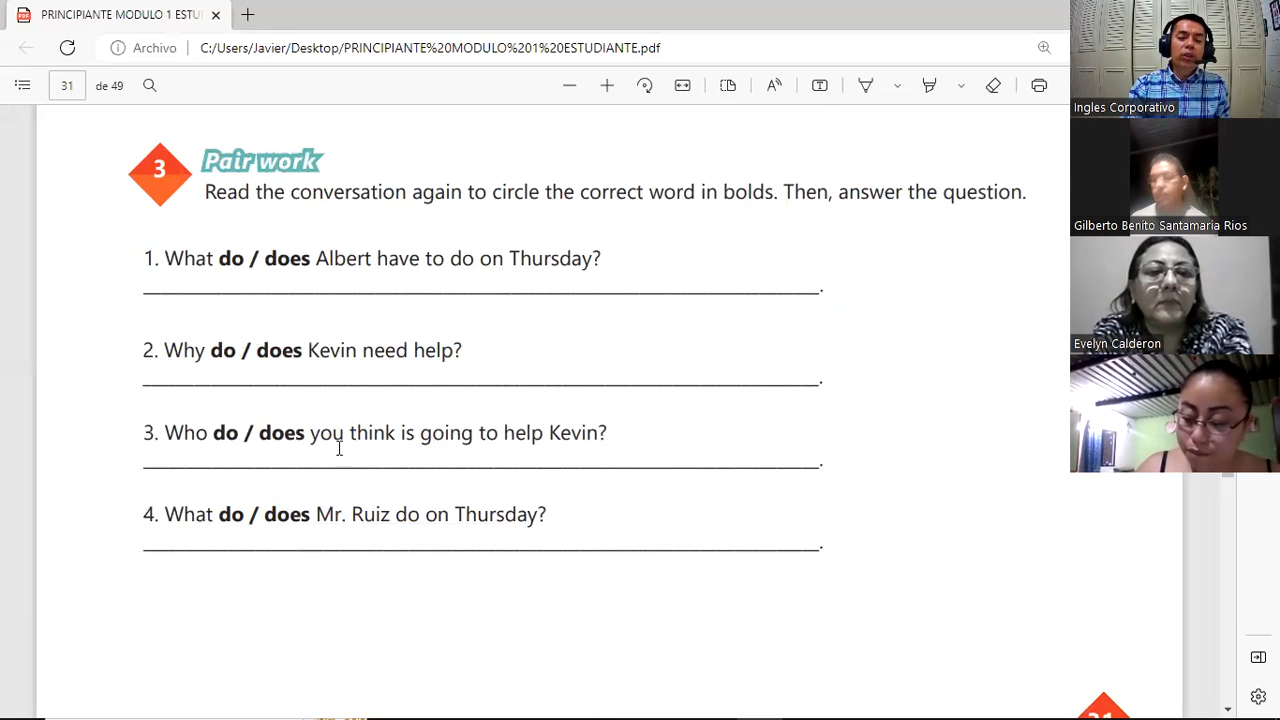 PRINCIPIANTE MODULO 1 ESTU
Archivo
C:/Users/Javier/Desktop/PRINCIPIANTE%20MODULO%201%20ESTUDIANTE.pdf
31
de 49
3
Pair work
Read the conversation again to circle the correct word in bolds. Then, answer the question.
1. What do / does Albert have to do on Thursday?
2. Why do / does Kevin need help?
3. Who do / does you think is going to help Kevin?
4. What do / does Mr. Ruiz do on Thursday?
31
Ingles Corporativo
Gilberto Benito Santamaria Rios
Evelyn Calderon